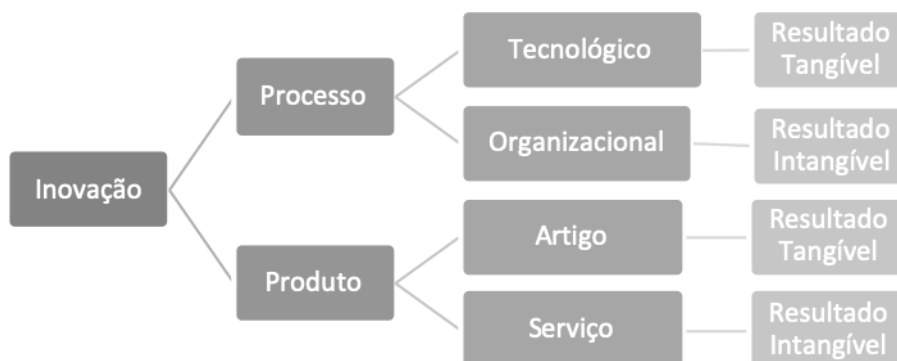 Inovação
Processo
Tecnológico
Resultado
Tangível
Organizacional
Resultado
Intangível
Produto
Artigo
Resultado
Tangível
Serviço
Resultado
Intangível